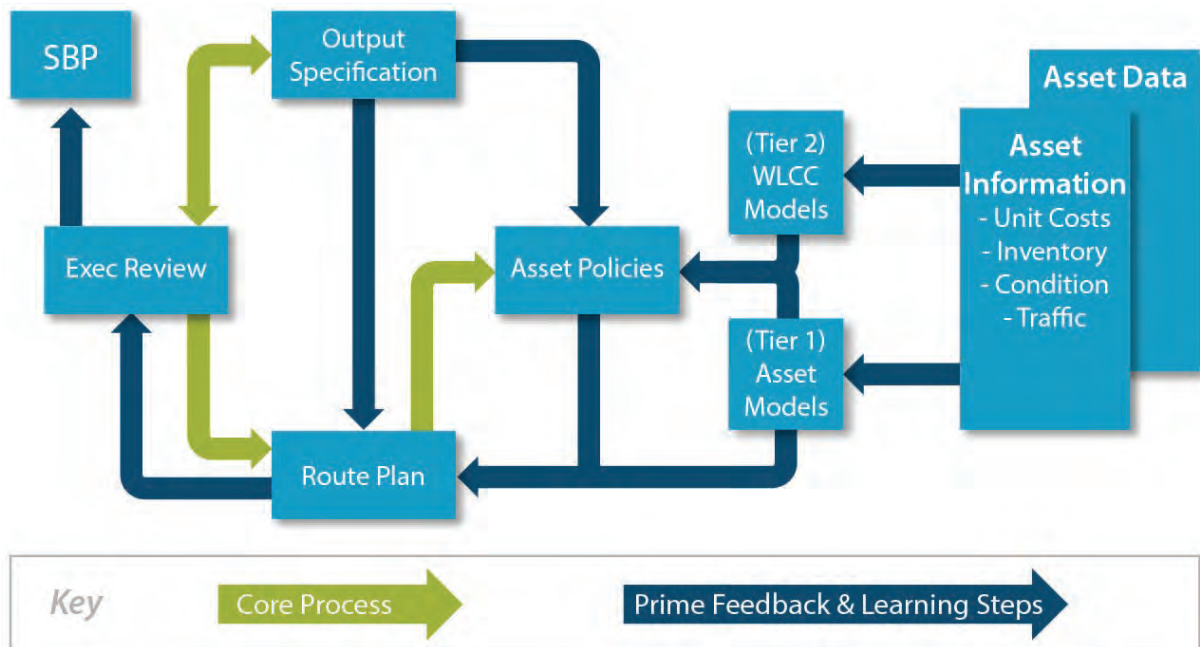 SBP
Output
Specification
Asset Data
(Tier 2)
WLCC
Models
Asset
Information
- Unit Costs
- Inventory
- Condition
- Traffic
Exec Review
Asset Policies
(Tier 1)
Asset
Models
Route Plan
Key
Core Process
Prime Feedback & Learning Steps